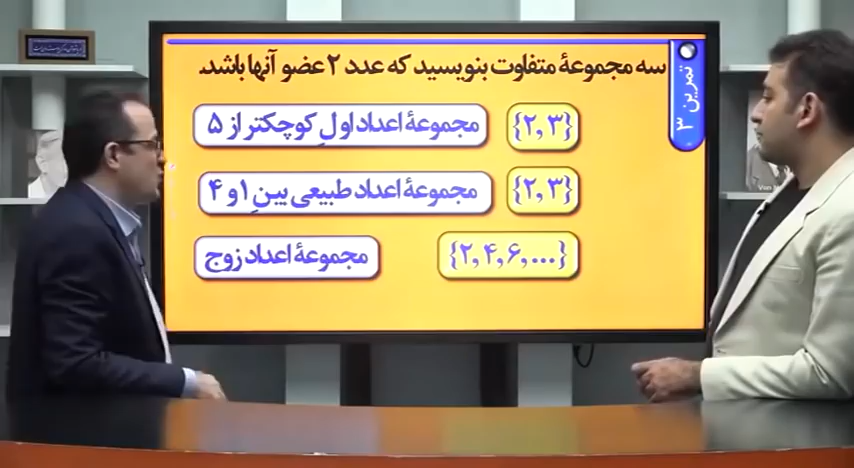 تمرین ۳
سه مجموعهٔ متفاوت بنویسید که عدد ۲ عضو آنها باشد.
{۲,۳} مجموعهٔ اعداد اولِ کوچکتر از ۵
{۲,۳} مجموعهٔ اعداد طبیعی بینِ ۱ و ۴
{۲,۴,۶,...} مجموعهٔ اعداد زوج